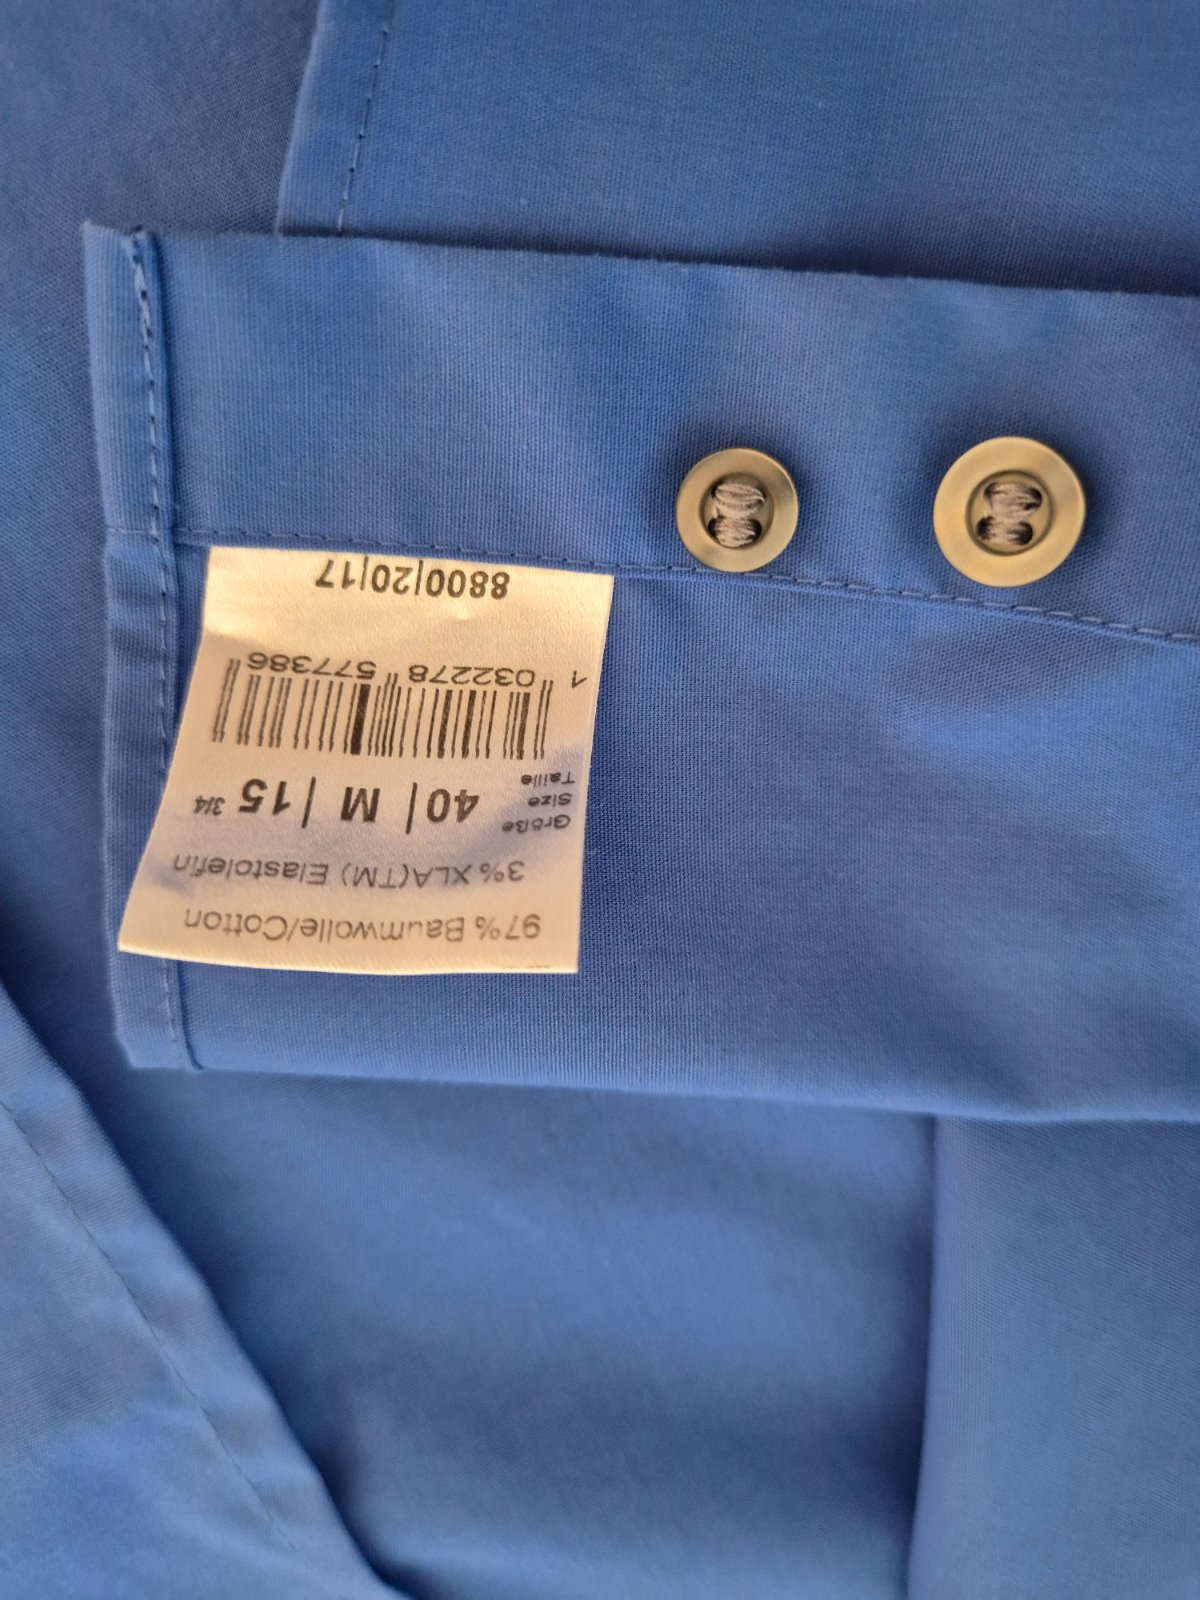 97% Baumwolle/Cotton
3% XLA(TM) Elastolefin
Größe
Size
Taille
40 | M | 15 3/4
1 032278 577386
8800|20|17